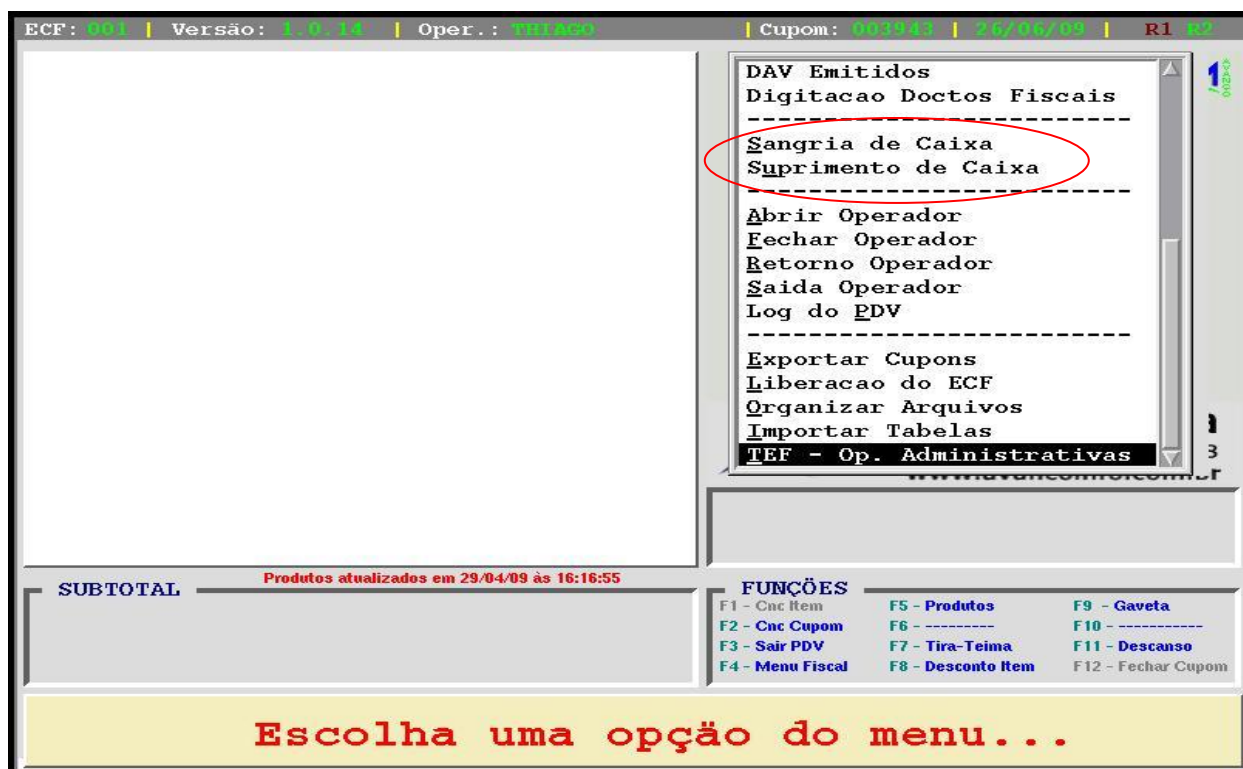 ECF: 001 | Versão: 1.0.14 | Oper.: THIAGO | Cupom: 003943 | 26/06/09 | R1 R2
DAV Emitidos
Digitacao Doctos Fiscais
--------------------------
Sangria de Caixa
Suprimento de Caixa
--------------------------
Abrir Operador
Fechar Operador
Retorno Operador
Saida Operador
Log do PDV
--------------------------
Exportar Cupons
Liberacao do ECF
Organizar Arquivos
Importar Tabelas
TEF - Op. Administrativas
Produtos atualizados em 29/04/09 às 16:16:55
SUBTOTAL
FUNÇÖES
F1 - Cnc Item F5 - Produtos F9 - Gaveta
F2 - Cnc Cupom F6 - --------- F10 - -----------
F3 - Sair PDV F7 - Tira-Teima F11 - Descanso
F4 - Menu Fiscal F8 - Desconto Item F12 - Fechar Cupom
Escolha uma opçäo do menu...